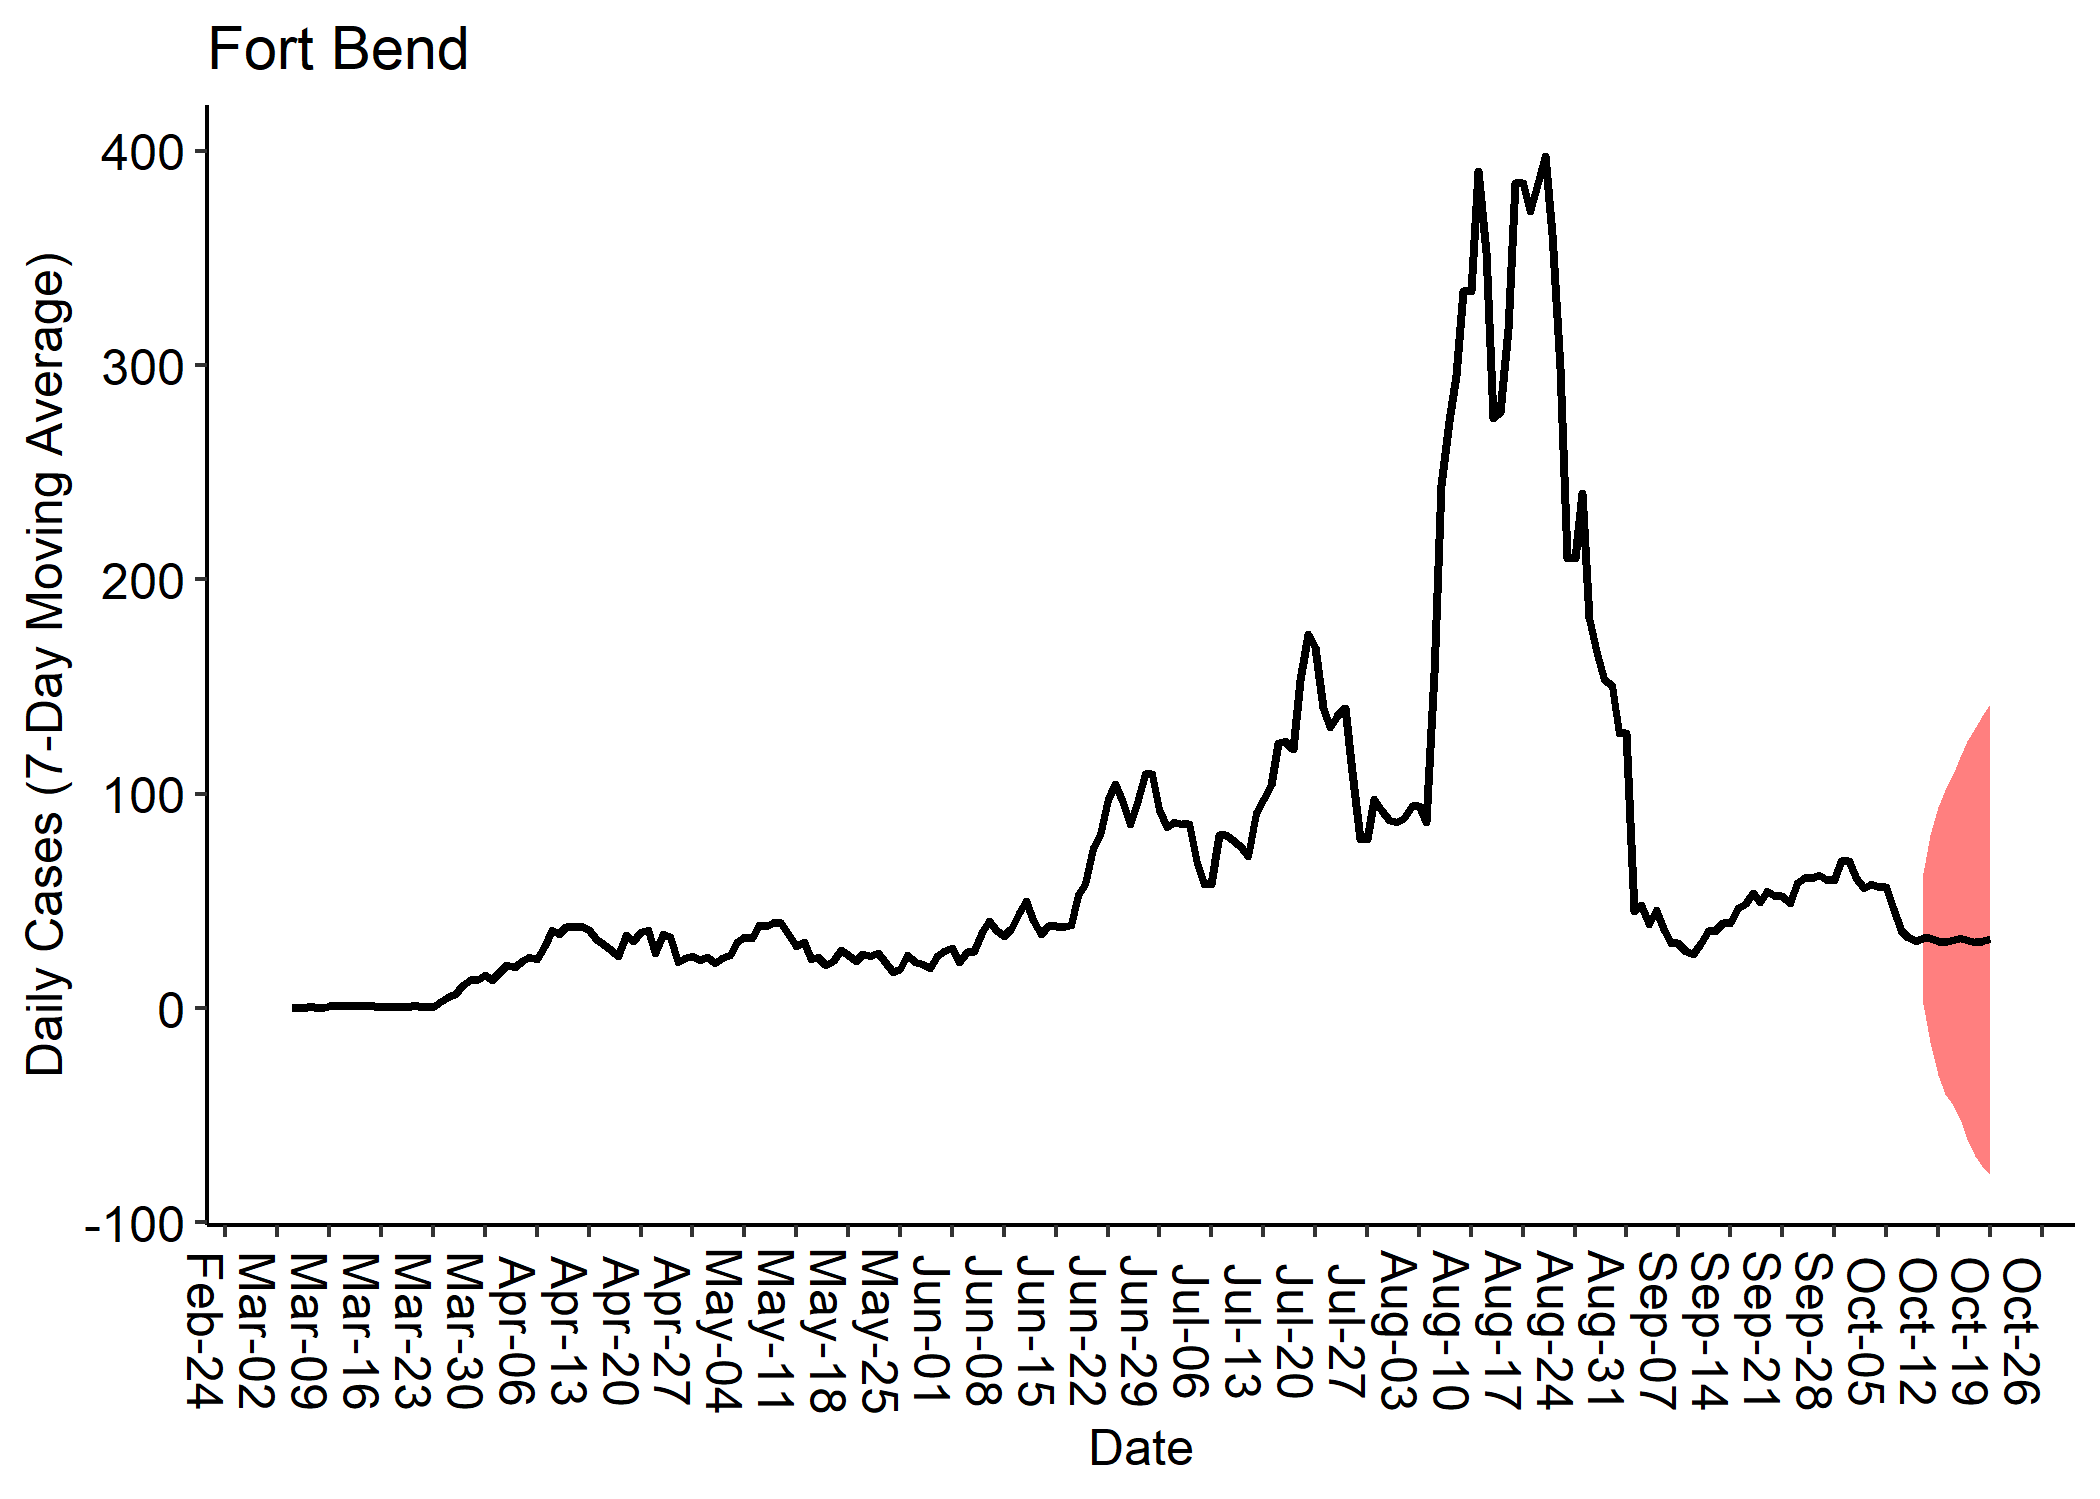 Fort Bend
Daily Cases (7-Day Moving Average)
400
300
200
100
0
-100
Feb-24
Mar-02
Mar-09
Mar-16
Mar-23
Mar-30
Apr-06
Apr-13
Apr-20
Apr-27
May-04
May-11
May-18
May-25
Jun-01
Jun-08
Jun-15
Jun-22
Jun-29
Jul-06
Jul-13
Jul-20
Jul-27
Aug-03
Aug-10
Aug-17
Aug-24
Aug-31
Sep-07
Sep-14
Sep-21
Sep-28
Oct-05
Oct-12
Oct-19
Oct-26
Date